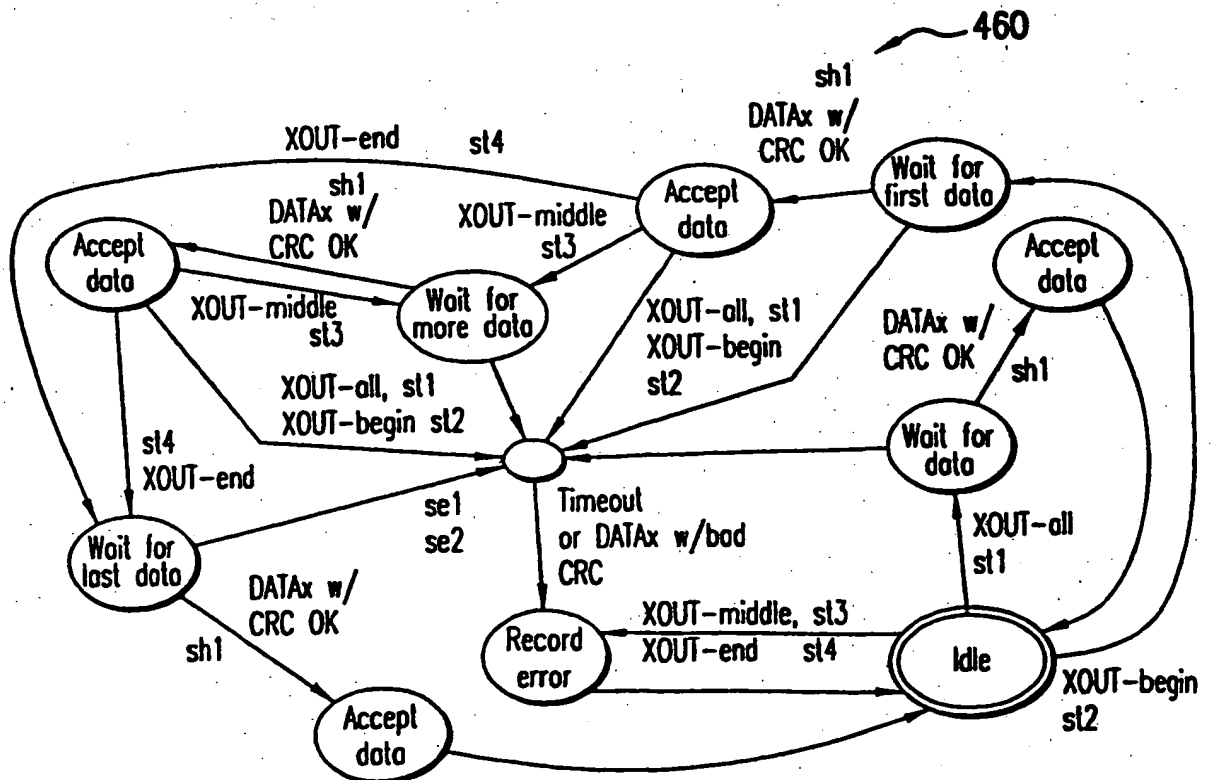 460
sh1
DATAx w/
CRC OK
XOUT-end st4
Wait for
first data
Accept
data
sh1
DATAx w/
CRC OK
XOUT-middle
st3
Accept
data
Accept
data
XOUT-middle
st3
Wait for
more data
XOUT-all, st1
XOUT-begin
st2
DATAx w/
CRC OK
sh1
XOUT-all, st1
XOUT-begin st2
Wait for
data
st4
XOUT-end
se1
se2
Timeout
or DATAx w/bad
CRC
XOUT-all
st1
Wait for
last data
DATAx w/
CRC OK
sh1
Record
error
XOUT-middle, st3
XOUT-end st4
Idle
XOUT-begin
st2
Accept
data